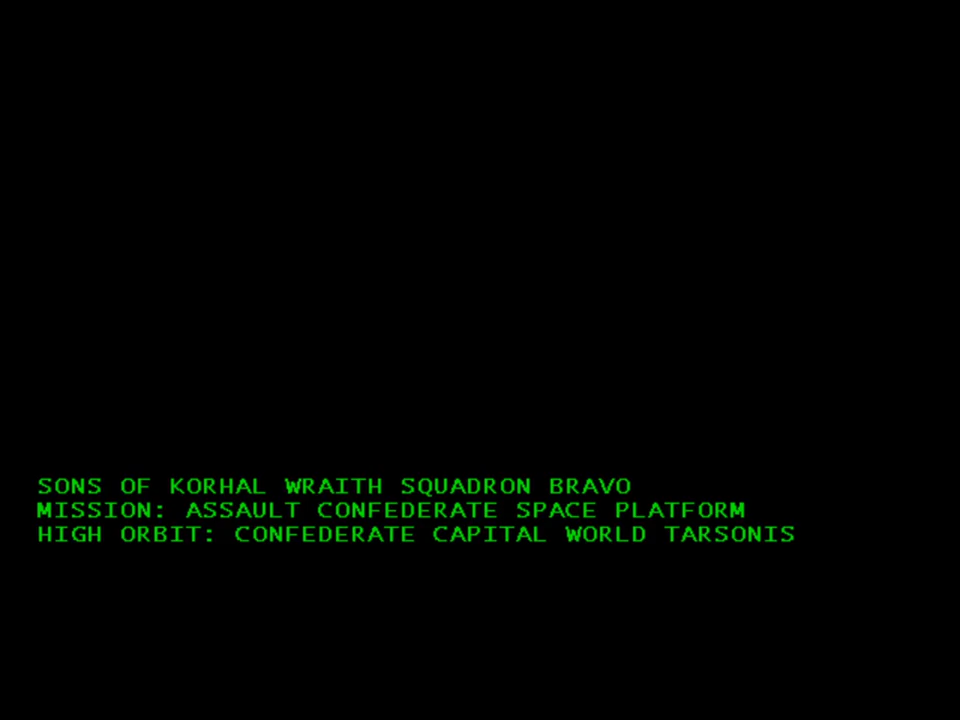 SONS OF KORHAL WRAITH SQUADRON BRAVO
MISSION: ASSAULT CONFEDERATE SPACE PLATFORM
HIGH ORBIT: CONFEDERATE CAPITAL WORLD TARSONIS